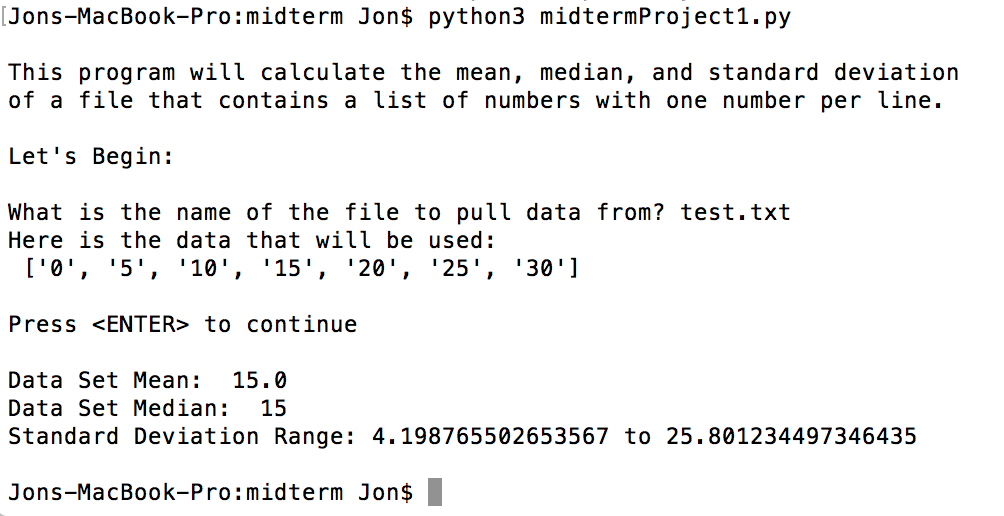 [Jons-MacBook-Pro:midterm Jon$ python3 midtermProject1.py
This program will calculate the mean, median, and standard deviation
of a file that contains a list of numbers with one number per line.
Let's Begin:
What is the name of the file to pull data from? test.txt
Here is the data that will be used:
['0', '5', '10', '15', '20', '25', '30']
Press <ENTER> to continue
Data Set Mean:  15.0
Data Set Median:  15
Standard Deviation Range: 4.198765502653567 to 25.801234497346435
Jons-MacBook-Pro:midterm Jon$